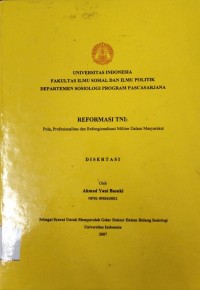 UNIVERSITAS INDONESIA
FAKULTAS ILMU SOSIAL DAN ILMU POLITIK
DEPARTEMEN SOSIOLOGI PROGRAM PASCASARJANA
REFORMASI TNI:
Pola, Profesionalitas dan Refungsionalisasi Militer Dalam Masyarakat
DISERTASI
Oleh
Ahmad Yani Basuki
Sebagai Syarat Untuk Memperoleh Gelar Doktor Dalam Bidang Sosiologi
Universitas Indonesia
2007